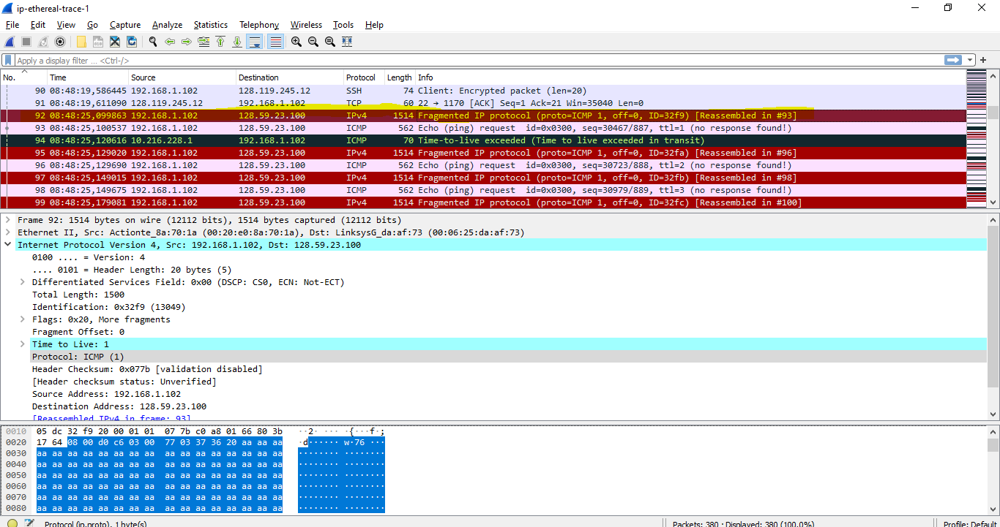 ip-ethereal-trace-1
File Edit View Go Capture Analyze Statistics Telephony Wireless Tools Help
Apply a display filter ... <Ctrl-/>
No. Time Source Destination Protocol Length Info
90 08:48:19,586445 192.168.1.102 128.119.245.12 SSH 74 Client: Encrypted packet (len=20)
91 08:48:19,611090 128.119.245.12 192.168.1.102 TCP 60 22 → 1170 [ACK] Seq=1 Ack=21 Win=35040 Len=0
92 08:48:25,099863 192.168.1.102 128.59.23.100 IPv4 1514 Fragmented IP protocol (proto=ICMP 1, off=0, ID=32f9) [Reassembled in #93]
93 08:48:25,100537 192.168.1.102 128.59.23.100 ICMP 562 Echo (ping) request id=0x0300, seq=30467/887, ttl=1 (no response found!)
94 08:48:25,120616 10.216.228.1 192.168.1.102 ICMP 70 Time-to-live exceeded (Time to live exceeded in transit)
95 08:48:25,129020 192.168.1.102 128.59.23.100 IPv4 1514 Fragmented IP protocol (proto=ICMP 1, off=0, ID=32fa) [Reassembled in #96]
96 08:48:25,129690 192.168.1.102 128.59.23.100 ICMP 562 Echo (ping) request id=0x0300, seq=30723/888, ttl=2 (no response found!)
97 08:48:25,149015 192.168.1.102 128.59.23.100 IPv4 1514 Fragmented IP protocol (proto=ICMP 1, off=0, ID=32fb) [Reassembled in #98]
98 08:48:25,149675 192.168.1.102 128.59.23.100 ICMP 562 Echo (ping) request id=0x0300, seq=30979/889, ttl=3 (no response found!)
99 08:48:25,179081 192.168.1.102 128.59.23.100 IPv4 1514 Fragmented IP protocol (proto=ICMP 1, off=0, ID=32fc) [Reassembled in #100]
Frame 92: 1514 bytes on wire (12112 bits), 1514 bytes captured (12112 bits)
Ethernet II, Src: Actionte_8a:70:1a (00:20:e0:8a:70:1a), Dst: LinksysG_da:af:73 (00:06:25:da:af:73)
Internet Protocol Version 4, Src: 192.168.1.102, Dst: 128.59.23.100
0100 .... = Version: 4
.... 0101 = Header Length: 20 bytes (5)
Differentiated Services Field: 0x00 (DSCP: CS0, ECN: Not-ECT)
Total Length: 1500
Identification: 0x32f9 (13049)
Flags: 0x20, More fragments
Fragment Offset: 0
Time to Live: 1
Protocol: ICMP (1)
Header Checksum: 0x077b [validation disabled]
[Header checksum status: Unverified]
Source Address: 192.168.1.102
Destination Address: 128.59.23.100
[Reassembled IPv4 in frame: 93]
0010 05 dc 32 f9 20 00 01 01 07 7b c0 a8 01 66 80 3b ··2· ···· ·{···f·;
0020 17 64 08 00 d0 c6 03 00 77 03 37 36 20 aa aa aa ·d······ w·76 ···
0030 aa aa aa aa aa aa aa aa aa aa aa aa aa aa aa aa ········ ········
0040 aa aa aa aa aa aa aa aa aa aa aa aa aa aa aa aa ········ ········
0050 aa aa aa aa aa aa aa aa aa aa aa aa aa aa aa aa ········ ········
0060 aa aa aa aa aa aa aa aa aa aa aa aa aa aa aa aa ········ ········
0070 aa aa aa aa aa aa aa aa aa aa aa aa aa aa aa aa ········ ········
0080 aa aa aa aa aa aa aa aa aa aa aa aa aa aa aa aa ········ ········
Protocol (ip.proto), 1 byte(s) Packets: 380 · Displayed: 380 (100.0%) Profile: Default